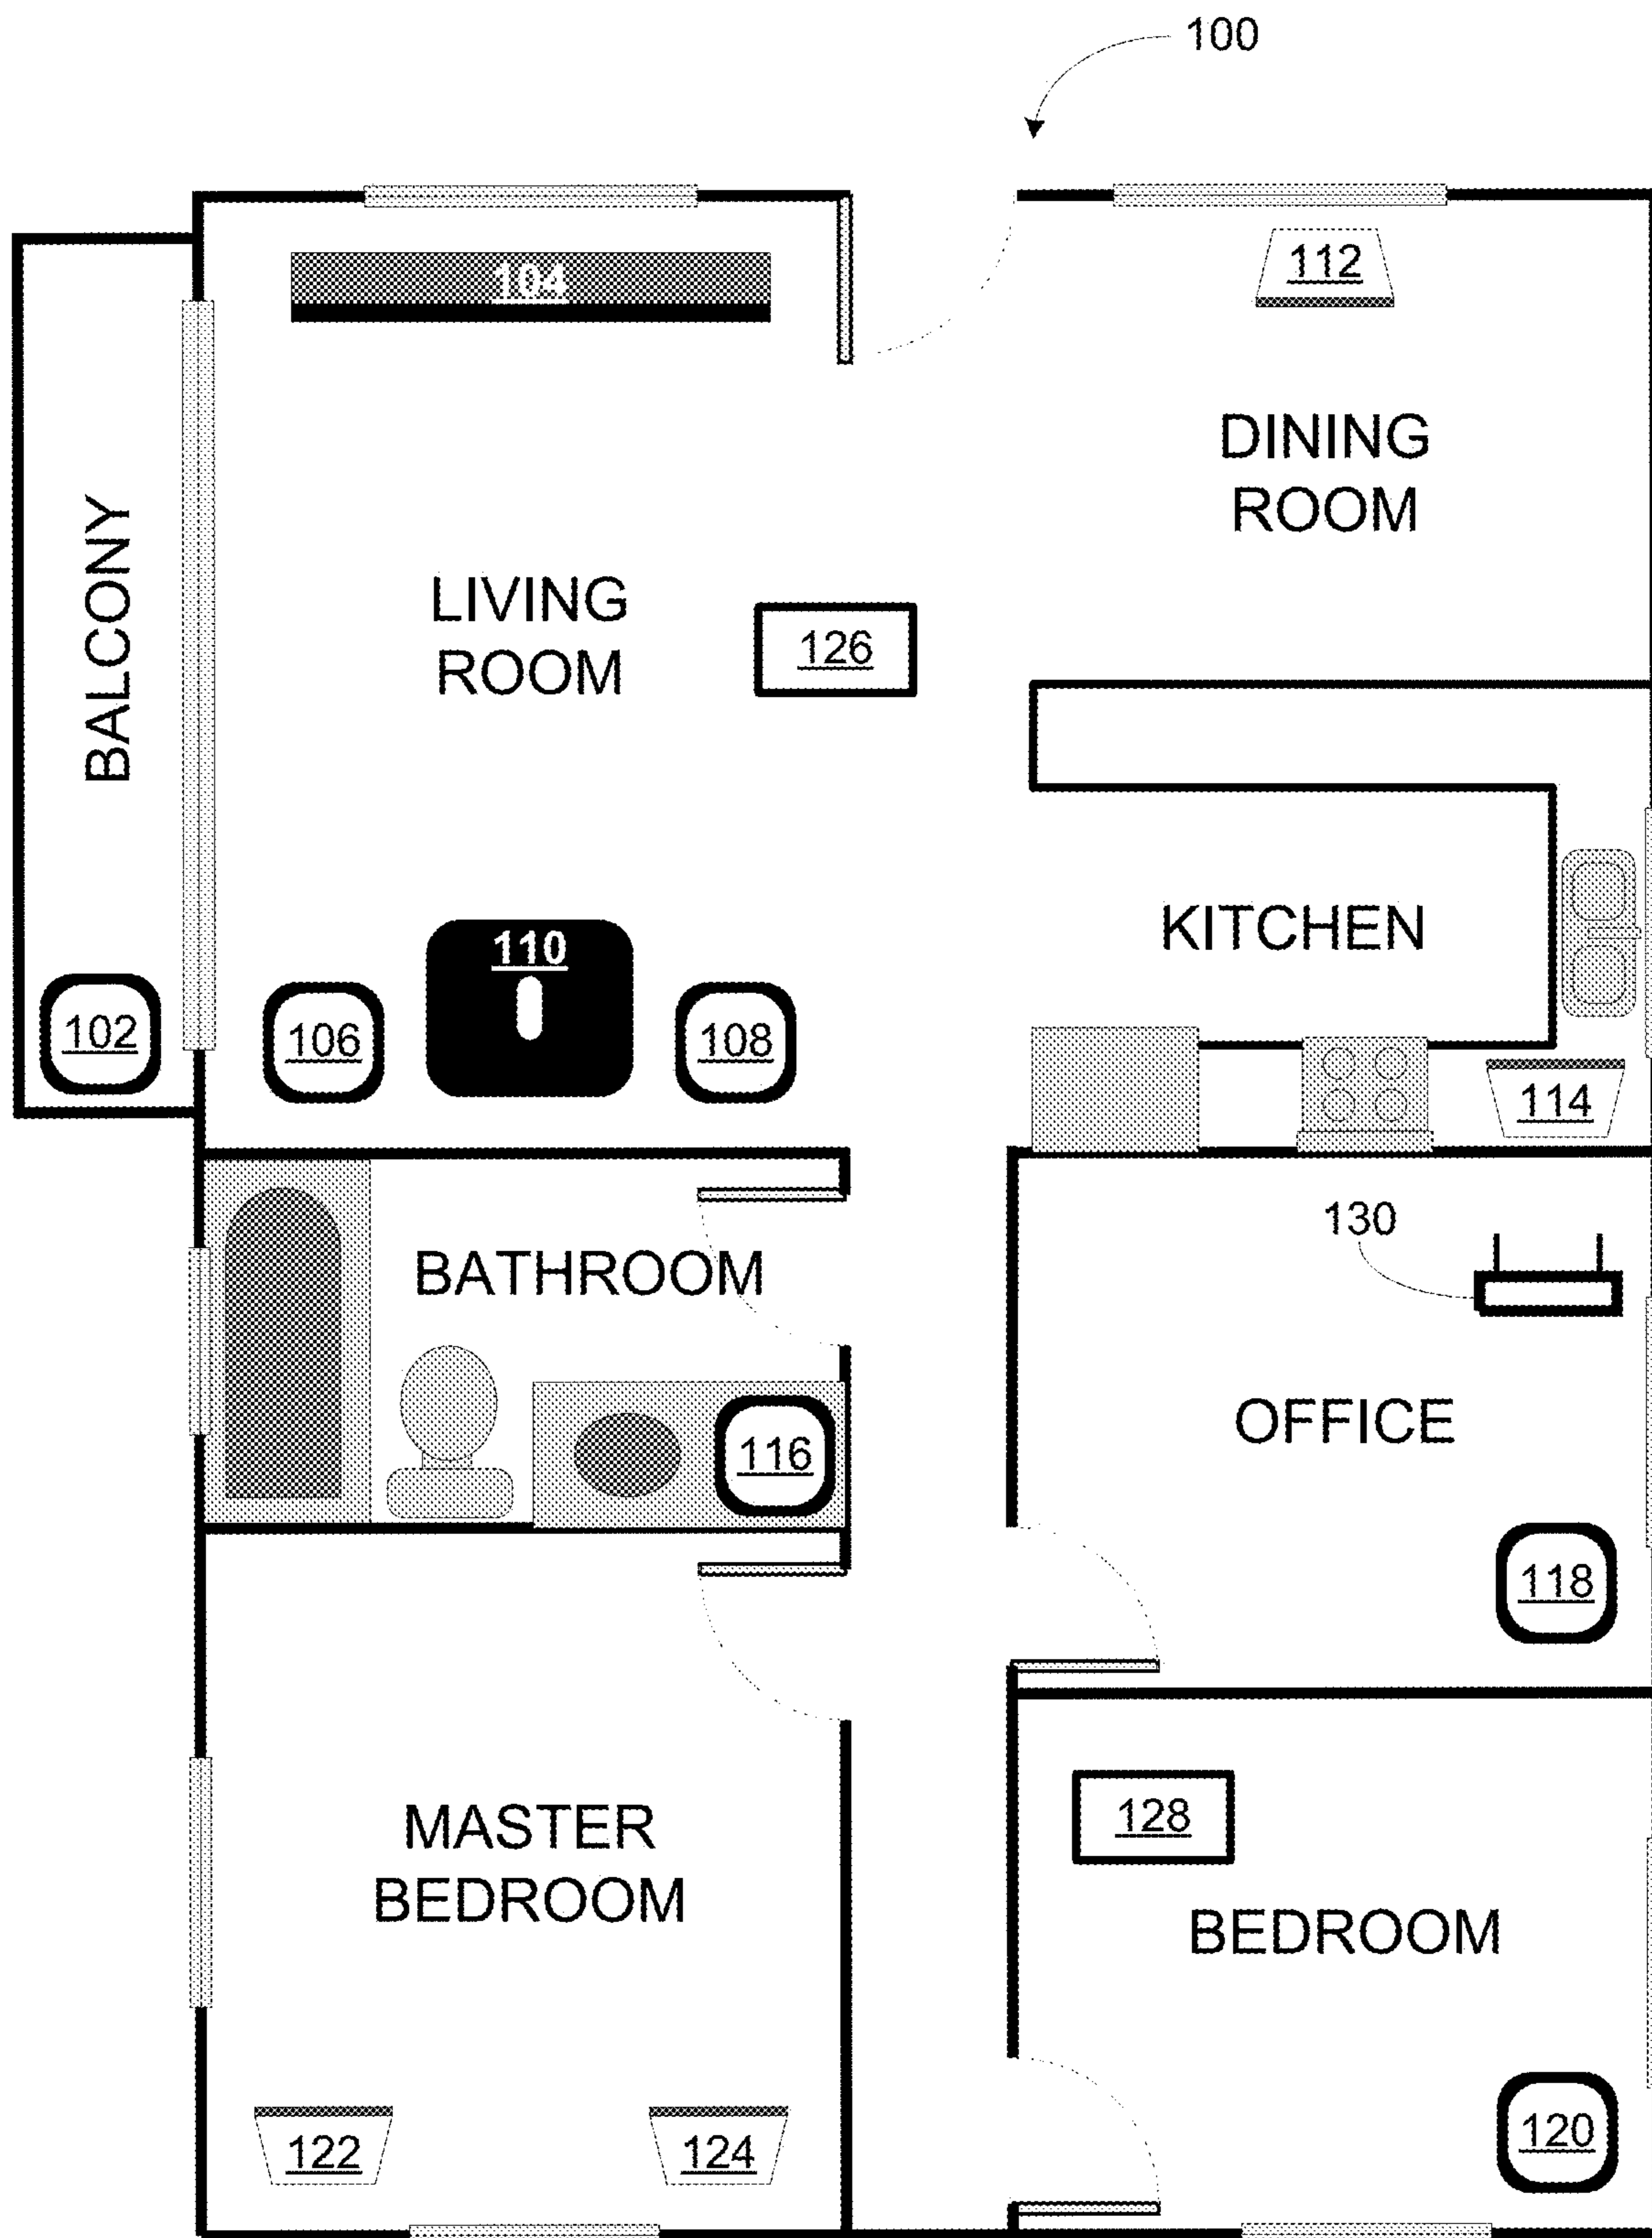 100
104
112
DINING
ROOM
BALCONY
LIVING
ROOM
126
KITCHEN
110
102
106
108
114
130
BATHROOM
OFFICE
116
118
MASTER
BEDROOM
128
BEDROOM
122
124
120